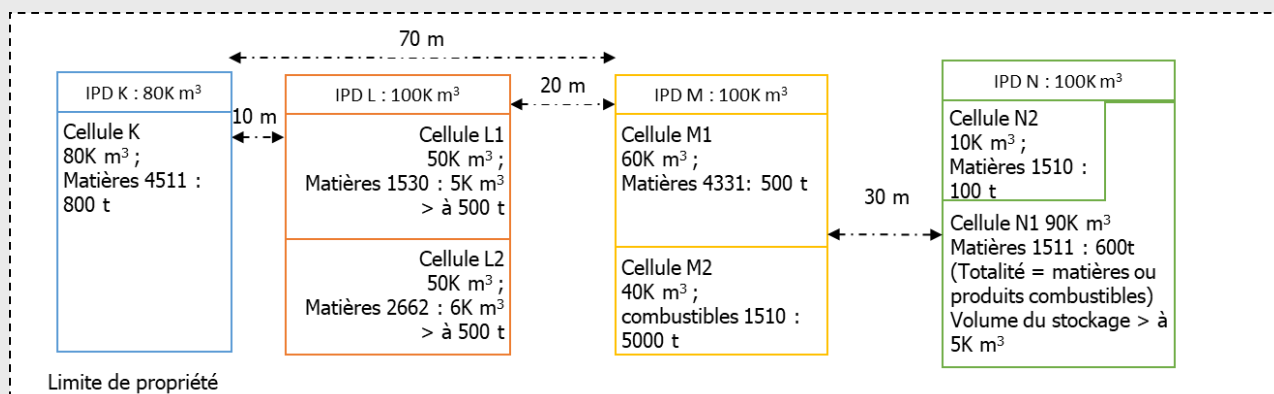 70 m
IPD K : 80K m³
10 m
Cellule K
80K m³ ;
Matières 4511 :
800 t
IPD L : 100K m³
Cellule L1
50K m³ ;
Matières 1530 : 5K m³
> à 500 t
Cellule L2
50K m³ ;
Matières 2662 : 6K m³
> à 500 t
20 m
IPD M : 100K m³
Cellule M1
60K m³ ;
Matières 4331: 500 t
Cellule M2
40K m³ ;
combustibles 1510 :
5000 t
30 m
IPD N : 100K m³
Cellule N2
10K m³ ;
Matières 1510 :
100 t
Cellule N1 90K m³
Matières 1511 : 600t
(Totalité = matières ou
produits combustibles)
Volume du stockage > à
5K m³
Limite de propriété